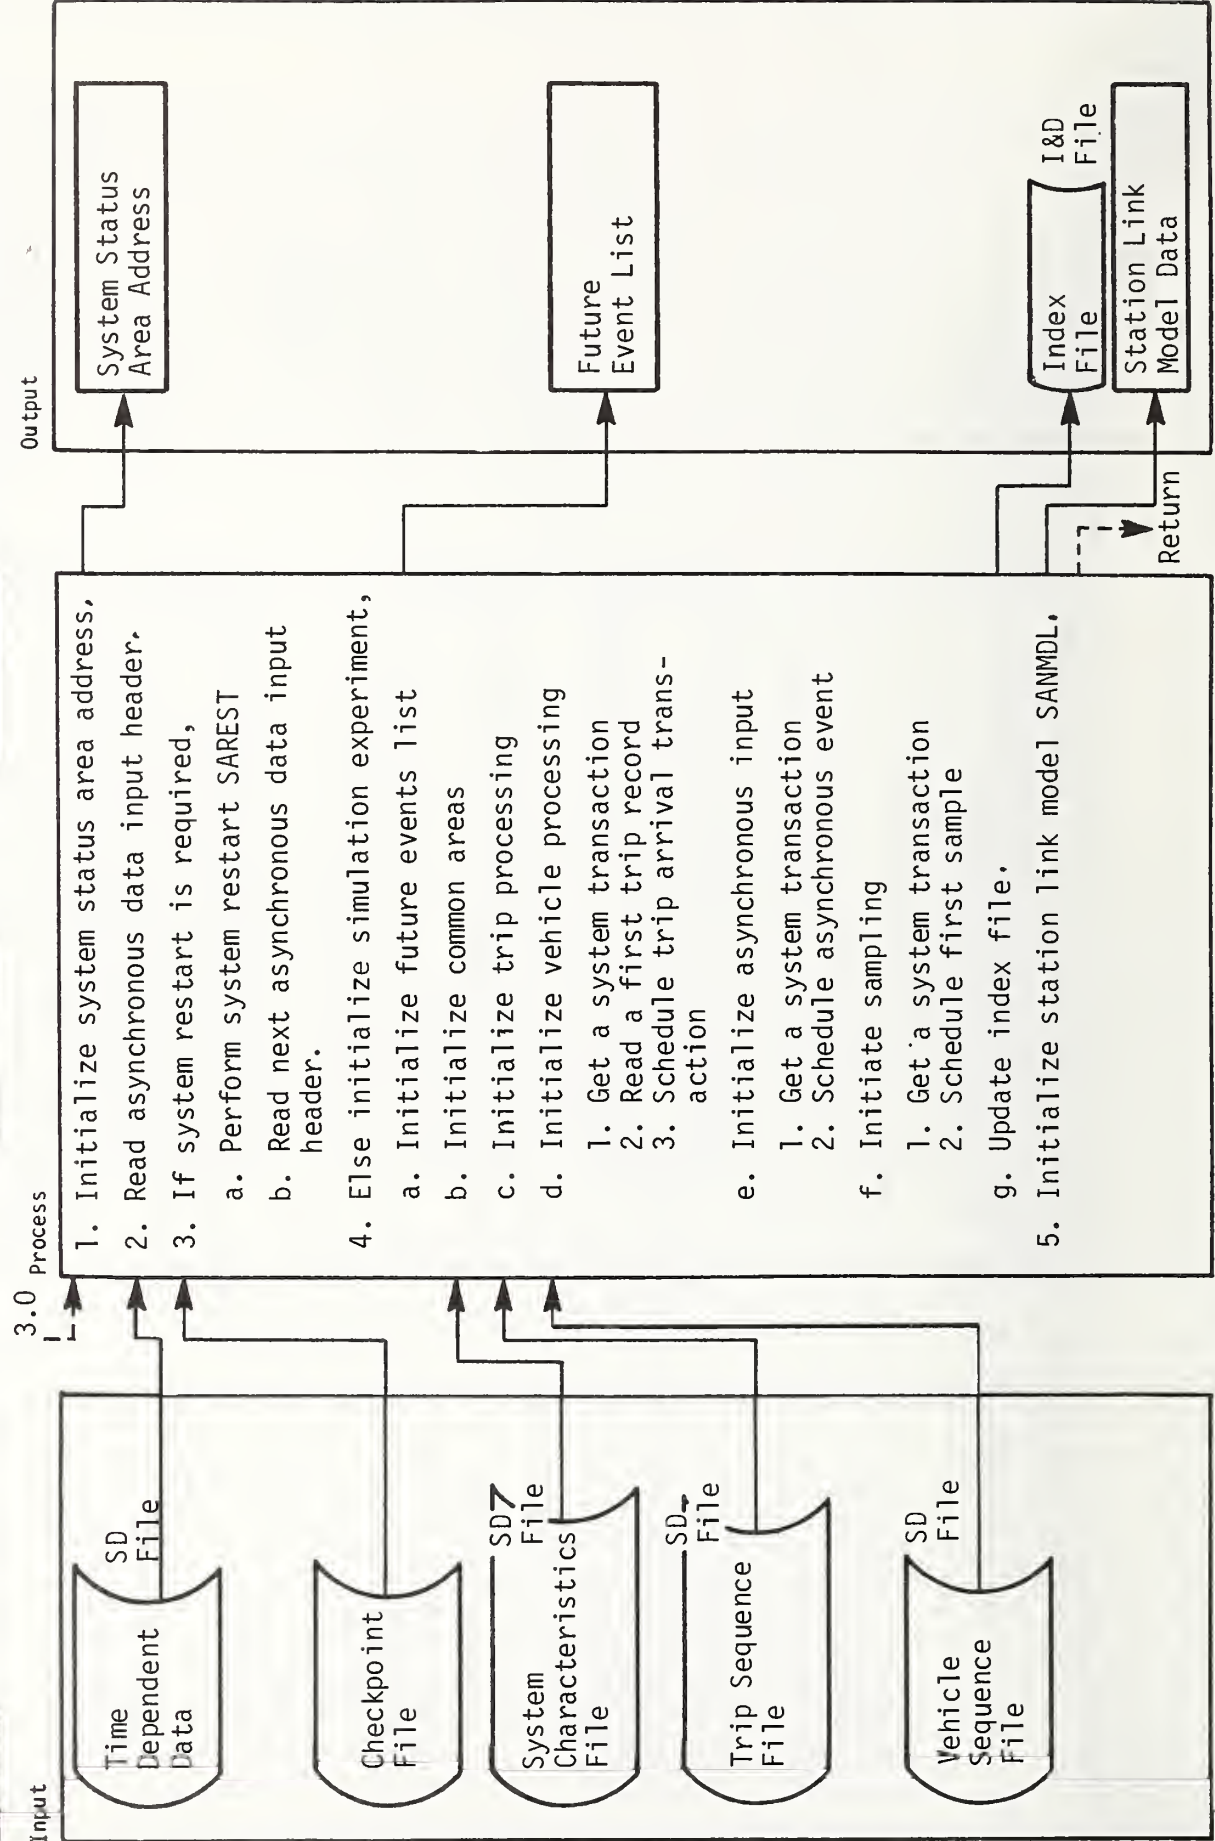 Input
Time
Dependent
Data
SD
File
Checkpoint
File
System
Characteristics
File
SD7
File
Trip Sequence
File
SD
File
Vehicle
Sequence
File
SD
File
3.0
Process
1. Initialize system status area address.
2. Read asynchronous data input header.
3. If system restart is required,
a. Perform system restart SAREST
b. Read next asynchronous data input
header.
4. Else initialize simulation experiment,
a. Initialize future events list
b. Initialize common areas
c. Initialize trip processing
d. Initialize vehicle processing
1. Get a system transaction
2. Read a first trip record
3. Schedule trip arrival trans-
action
e. Initialize asynchronous input
1. Get a system transaction
2. Schedule asynchronous event
f. Initiate sampling
1. Get a system transaction
2. Schedule first sample
g. Update index file.
5. Initialize station link model SANMDL.
Output
System Status
Area Address
Future
Event List
Index
File
I&D
File
Station Link
Model Data
Return